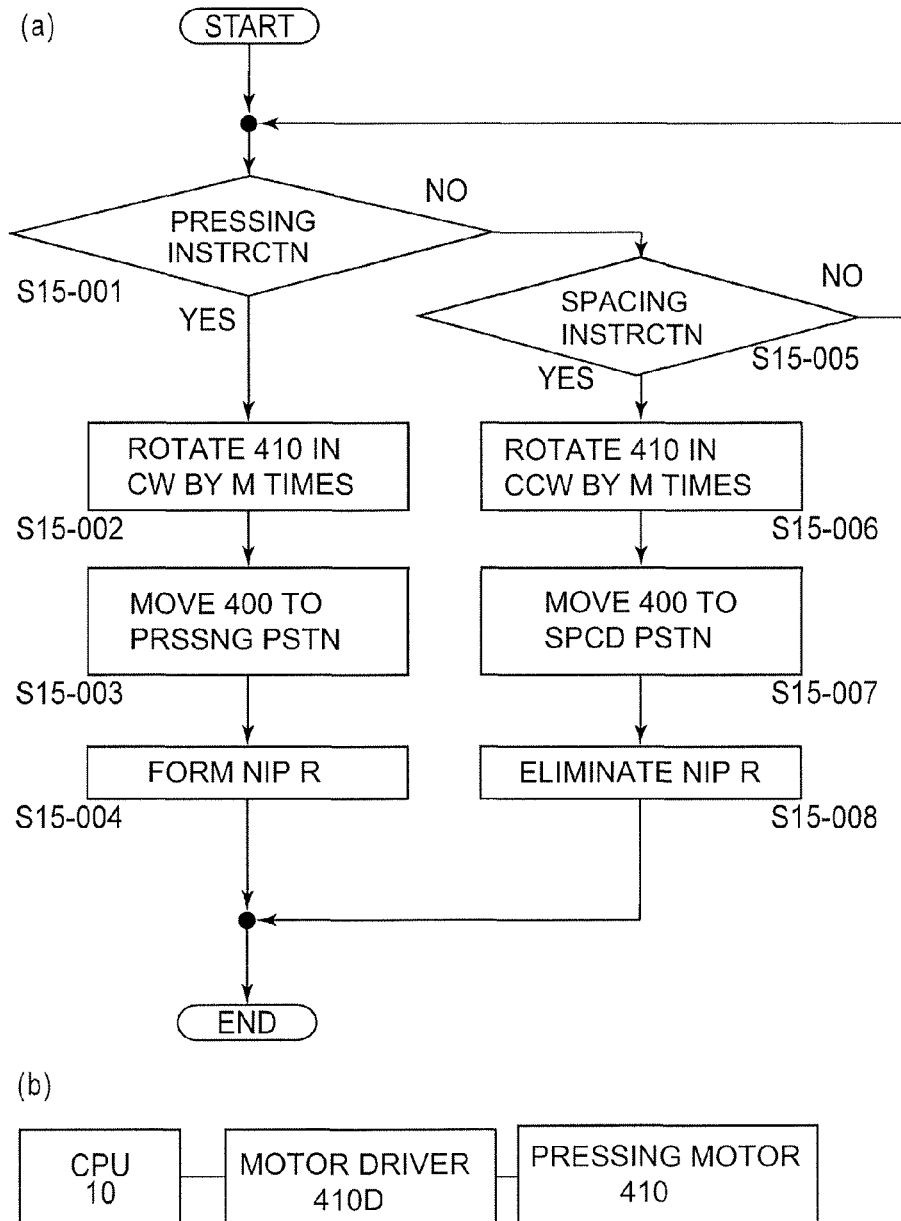 (a)
START
PRESSING
INSTRCTN
NO
S15-001
YES
SPACING
INSTRCTN
NO
S15-005
YES
ROTATE 410 IN
CW BY M TIMES
S15-002
ROTATE 410 IN
CCW BY M TIMES
S15-006
MOVE 400 TO
PRSSNG PSTN
S15-003
MOVE 400 TO
SPCD PSTN
S15-007
FORM NIP R
S15-004
ELIMINATE NIP R
S15-008
END
(b)
CPU
10
MOTOR DRIVER
410D
PRESSING MOTOR
410